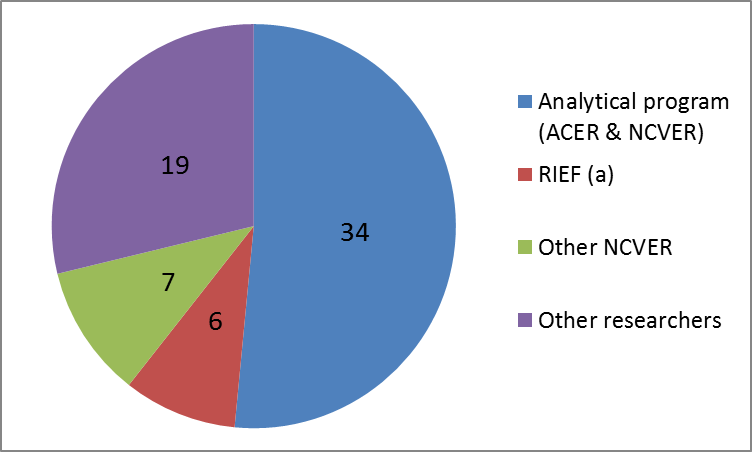 Analytical program
(ACER & NCVER)
RIEF (a)
Other NCVER
Other researchers
19
34
7
6